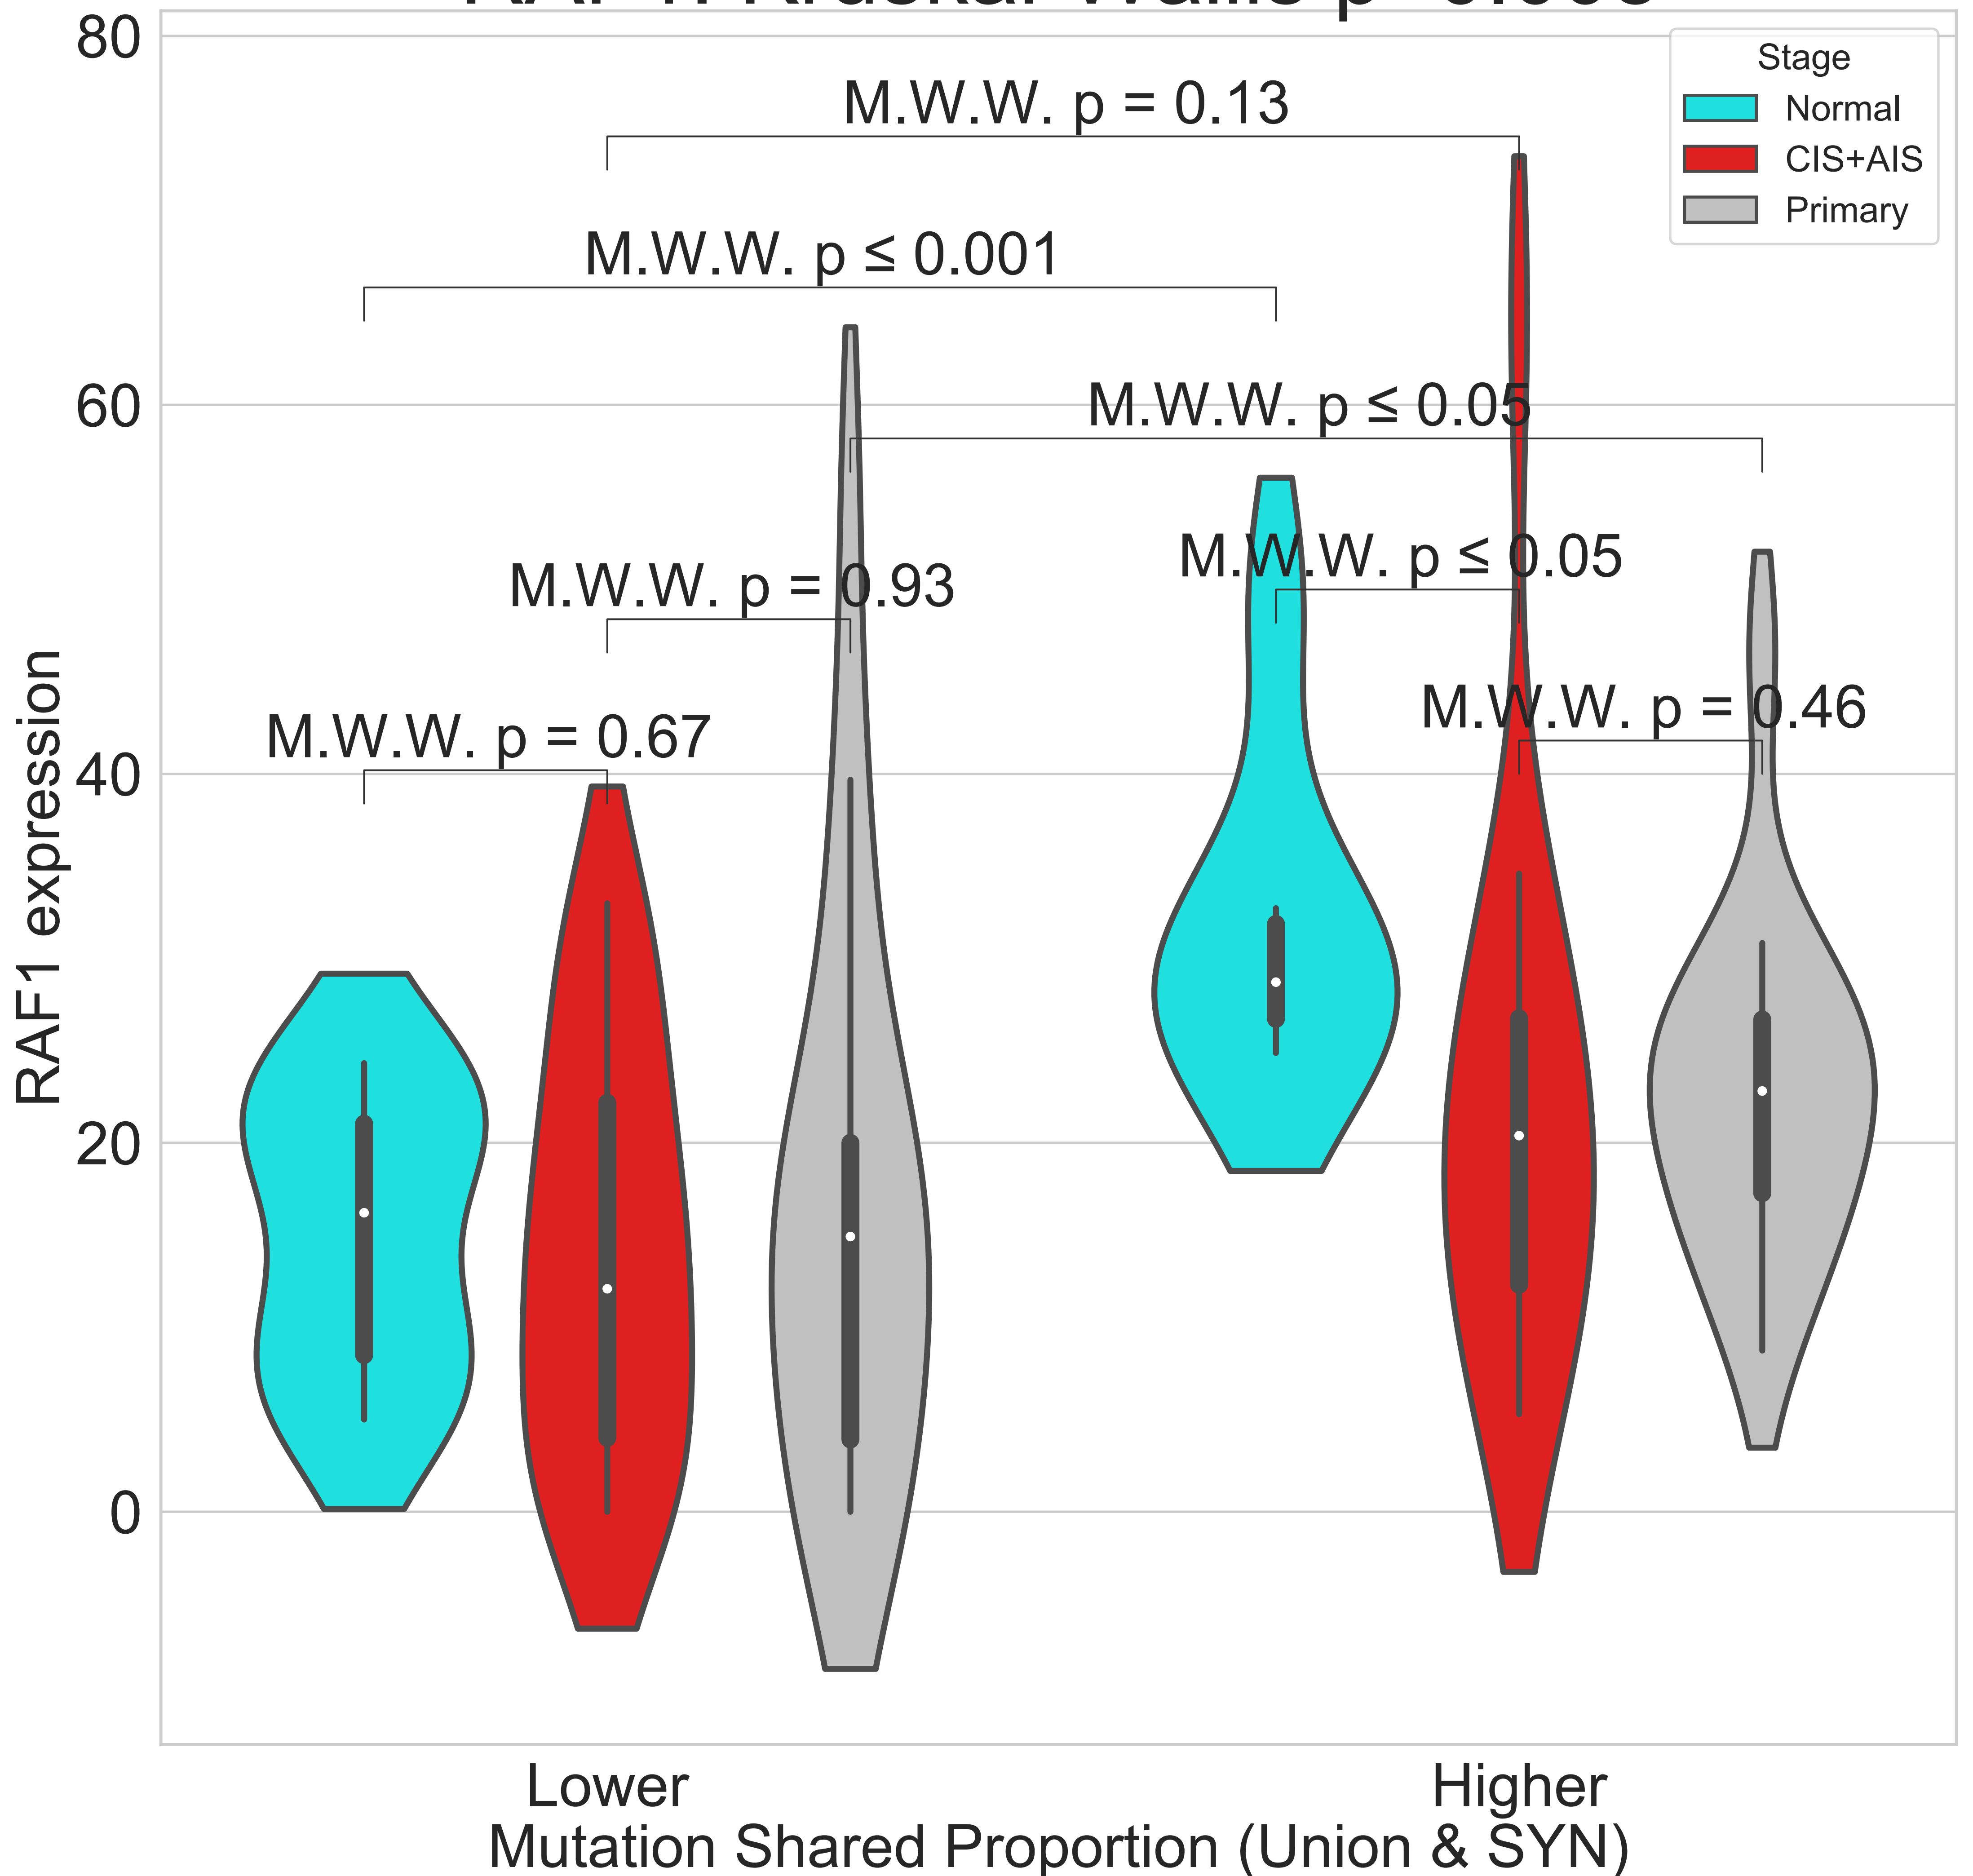 80
Stage
Normal
CIS+AIS
Primary
M.W.W. p = 0.13
M.W.W. p ≤ 0.001
60
M.W.W. p ≤ 0.05
M.W.W. p ≤ 0.05
M.W.W. p = 0.93
M.W.W. p = 0.46
M.W.W. p = 0.67
40
RAF1 expression
20
0
Lower
Higher
Mutation Shared Proportion (Union & SYN)